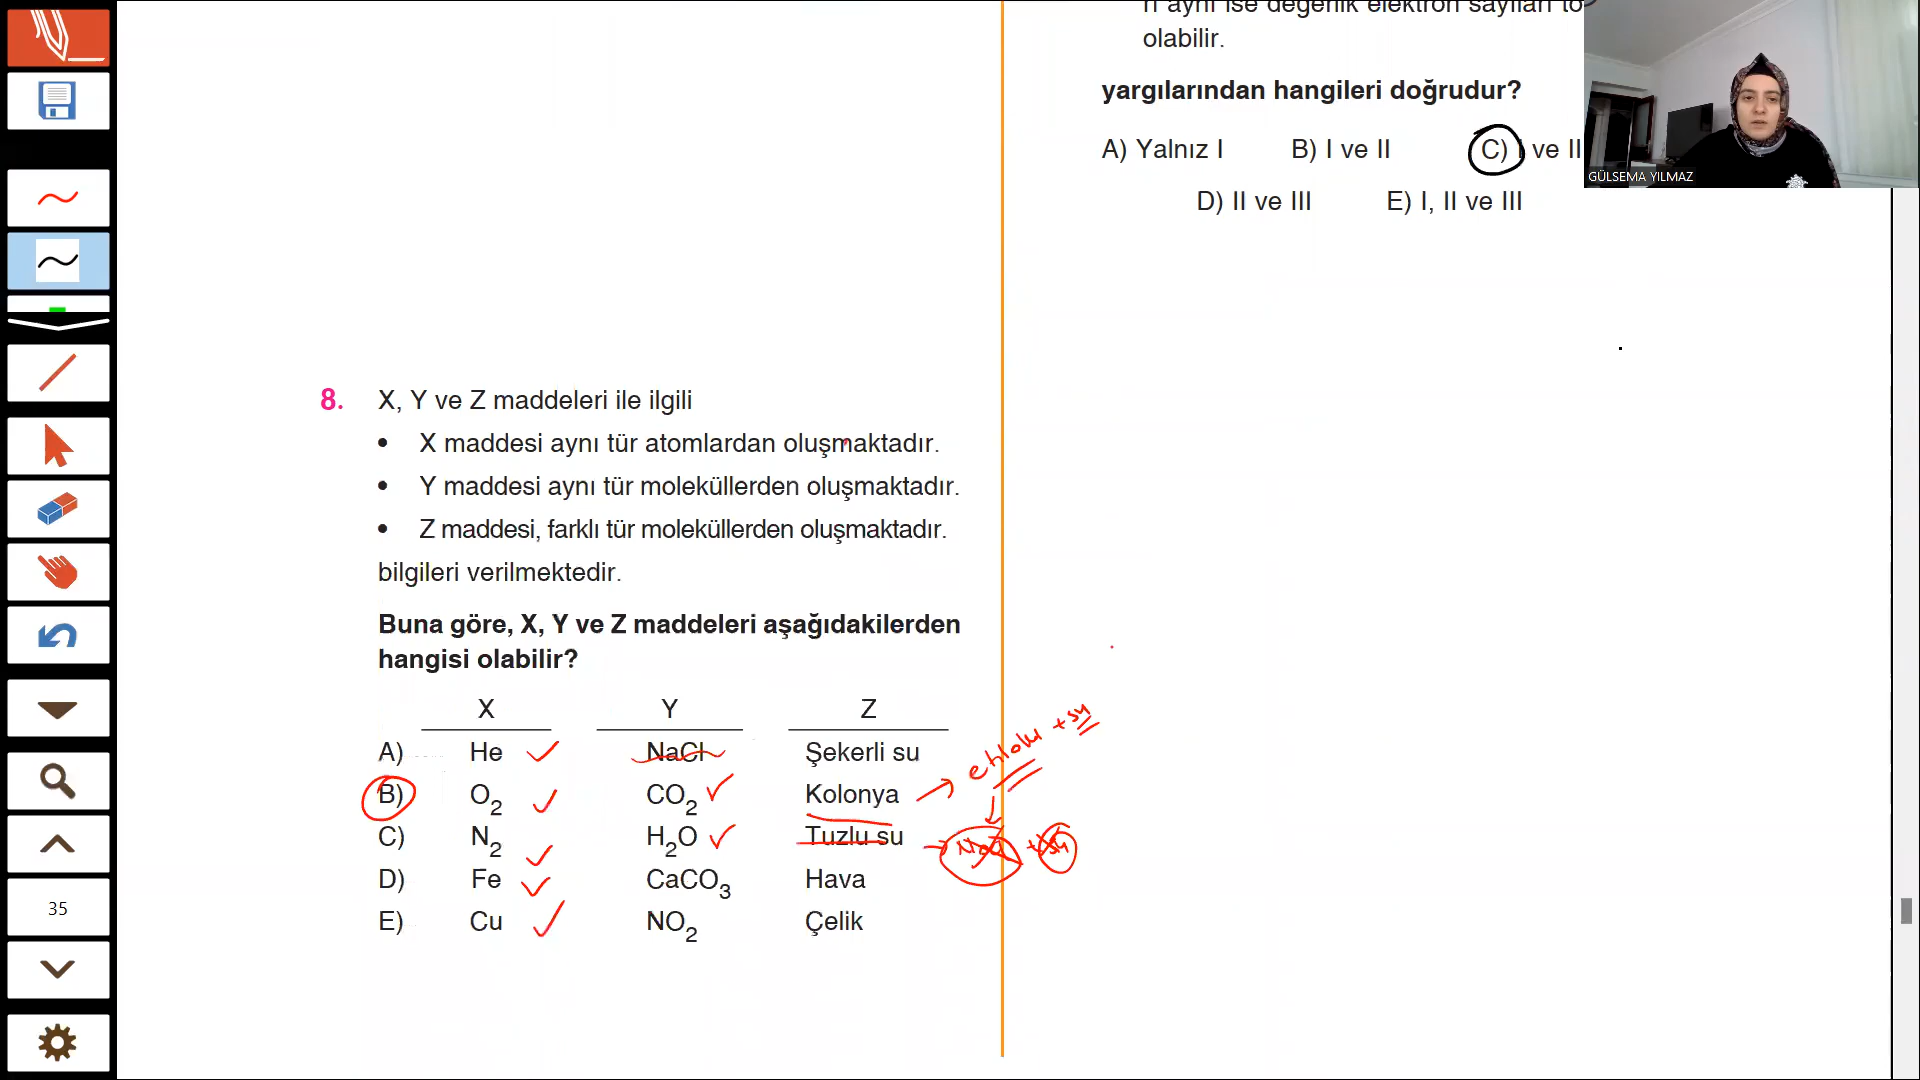 n aynı ise değerlik elektron sayıları
olabilir.
yargılarından hangileri doğrudur?
A) Yalnız I B) I ve II C) I ve II
D) II ve III E) I, II ve III
GÜLSEMA YILMAZ
8. X, Y ve Z maddeleri ile ilgili
• X maddesi aynı tür atomlardan oluşmaktadır.
• Y maddesi aynı tür moleküllerden oluşmaktadır.
• Z maddesi, farklı tür moleküllerden oluşmaktadır.
bilgileri verilmektedir.
Buna göre, X, Y ve Z maddeleri aşağıdakilerden
hangisi olabilir?
X Y Z
A) He NaCl Şekerli su
B) O2 CO2 Kolonya
C) N2 H2O Tuzlu su
D) Fe CaCO3 Hava
E) Cu NO2 Çelik
+ su
35